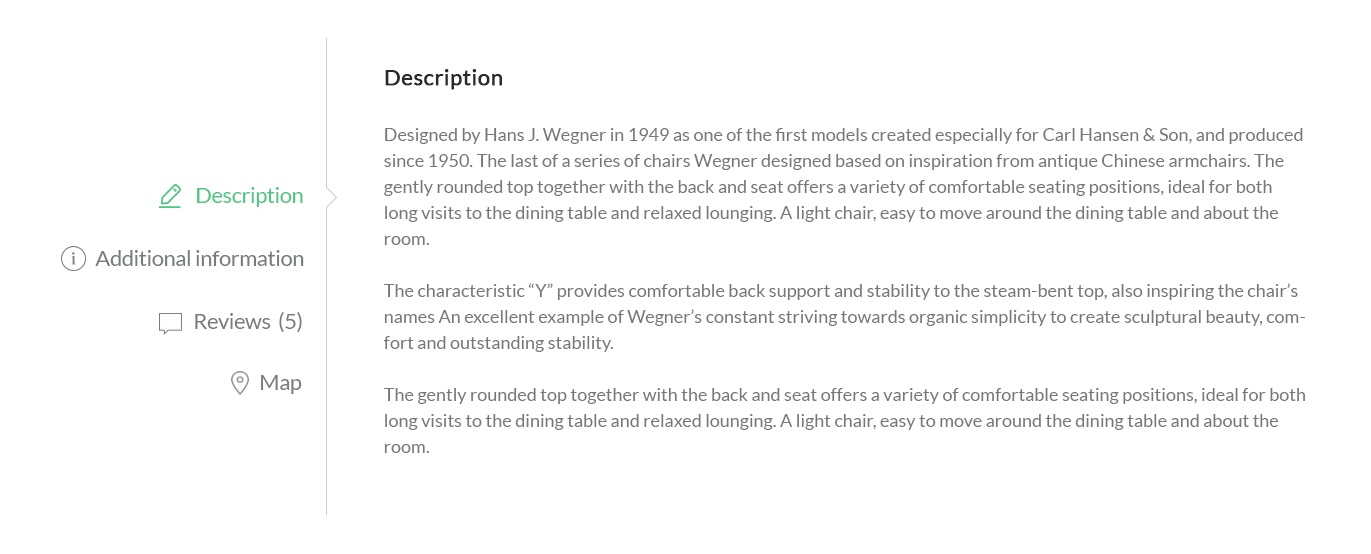 Description
Additional information
Reviews (5)
Map
Description
Designed by Hans J. Wegner in 1949 as one of the first models created especially for Carl Hansen & Son, and produced
since 1950. The last of a series of chairs Wegner designed based on inspiration from antique Chinese armchairs. The
gently rounded top together with the back and seat offers a variety of comfortable seating positions, ideal for both
long visits to the dining table and relaxed lounging. A light chair, easy to move around the dining table and about the
room.
The characteristic “Y” provides comfortable back support and stability to the steam-bent top, also inspiring the chair’s
names An excellent example of Wegner’s constant striving towards organic simplicity to create sculptural beauty, com-
fort and outstanding stability.
The gently rounded top together with the back and seat offers a variety of comfortable seating positions, ideal for both
long visits to the dining table and relaxed lounging. A light chair, easy to move around the dining table and about the
room.